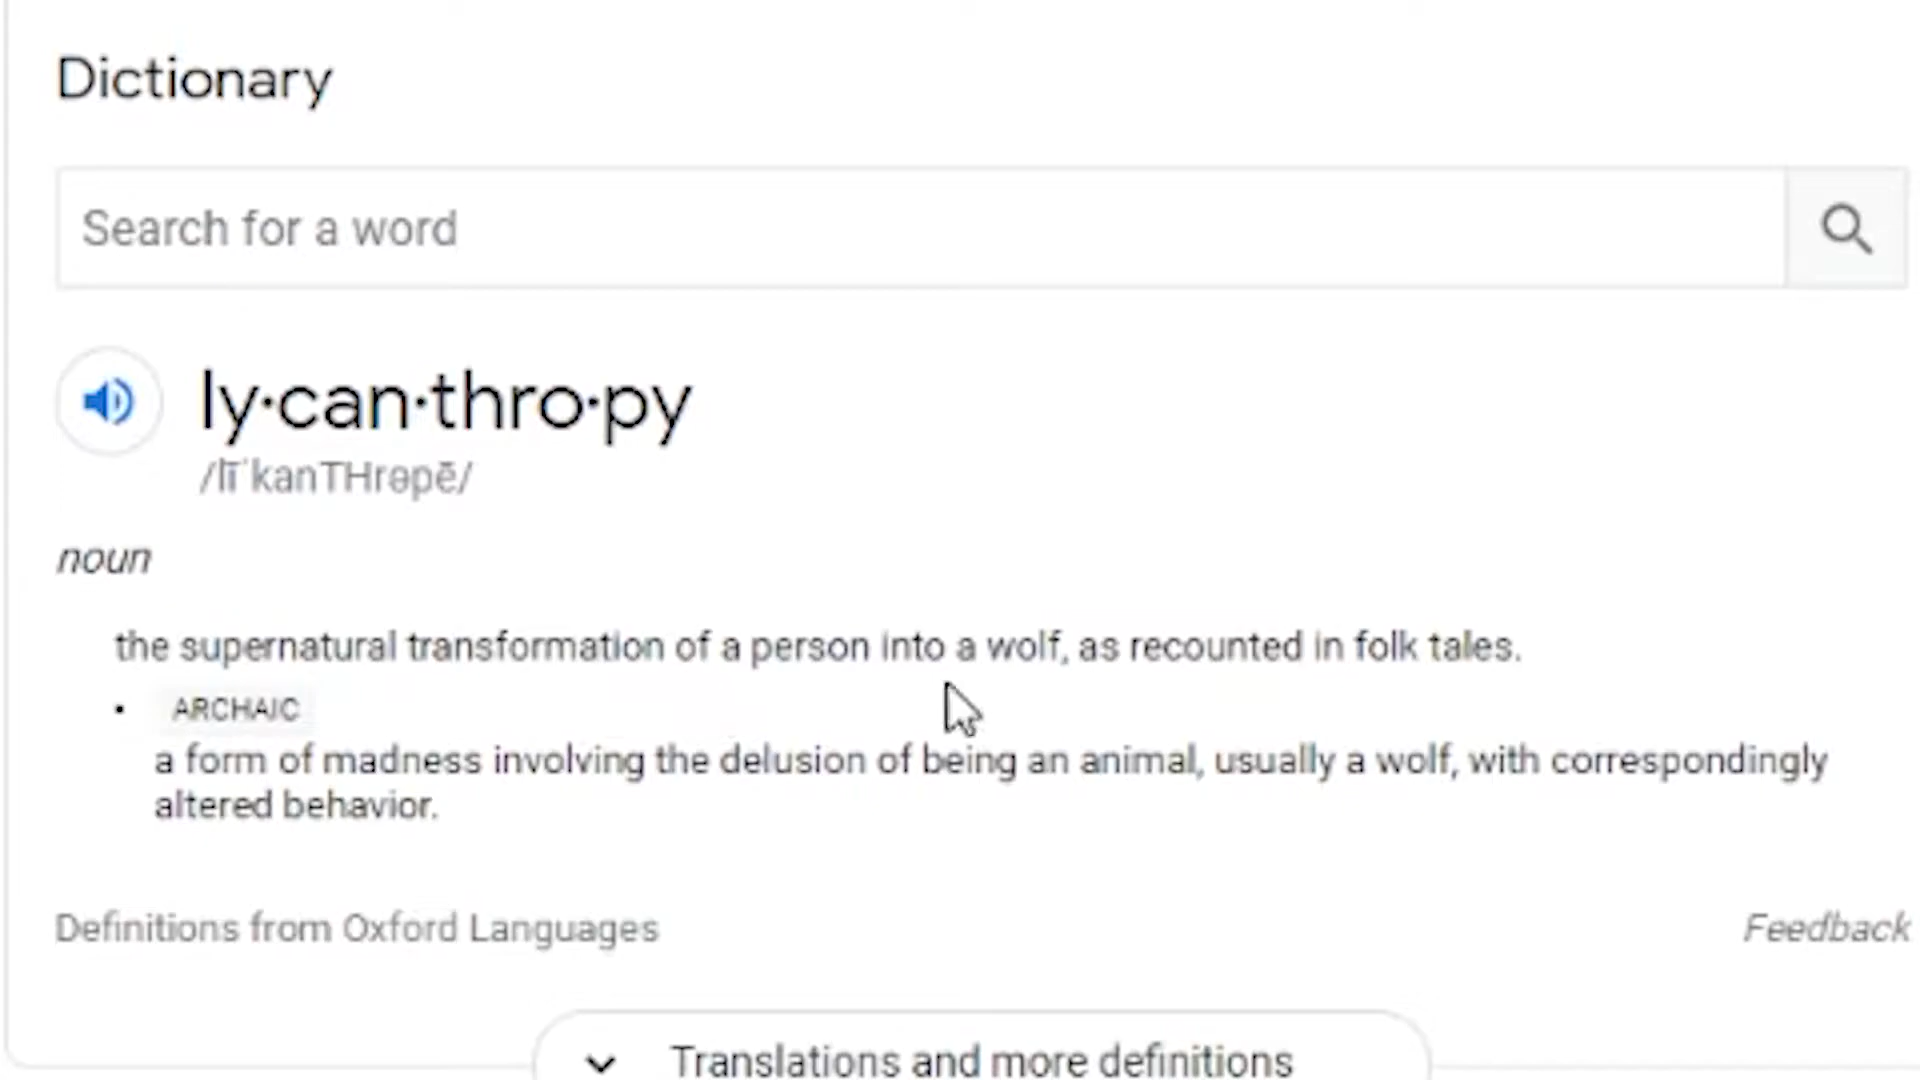 Dictionary
Search for a word
ly·can·thro·py
/līˈkanTHrəpē/
noun
the supernatural transformation of a person into a wolf, as recounted in folk tales.
• ARCHAIC
a form of madness involving the delusion of being an animal, usually a wolf, with correspondingly
altered behavior.
Definitions from Oxford Languages
Feedback
Translations and more definitions